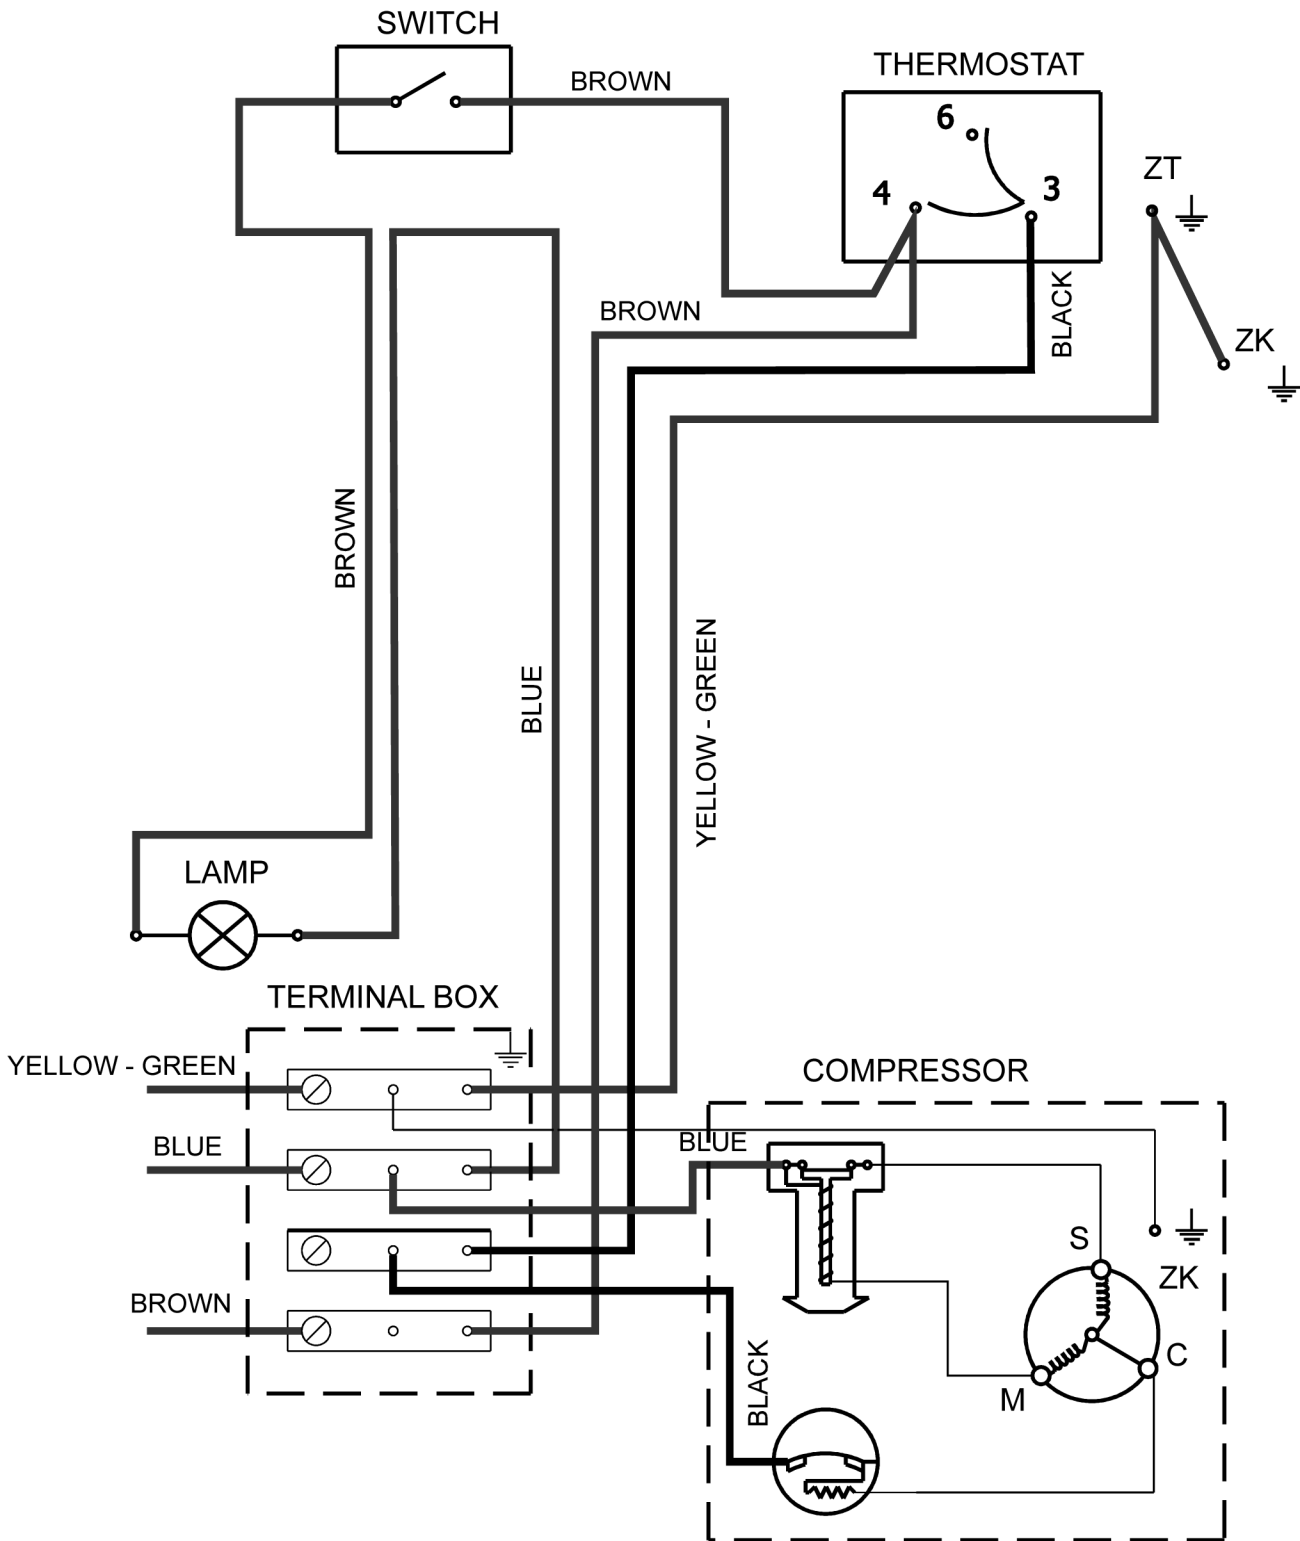 SWITCH
BROWN
THERMOSTAT
6
4
3
ZT
ZK
BROWN
BLACK
BROWN
BLUE
YELLOW - GREEN
LAMP
TERMINAL BOX
YELLOW - GREEN
COMPRESSOR
BLUE
BLUE
BROWN
S
ZK
C
M
BLACK